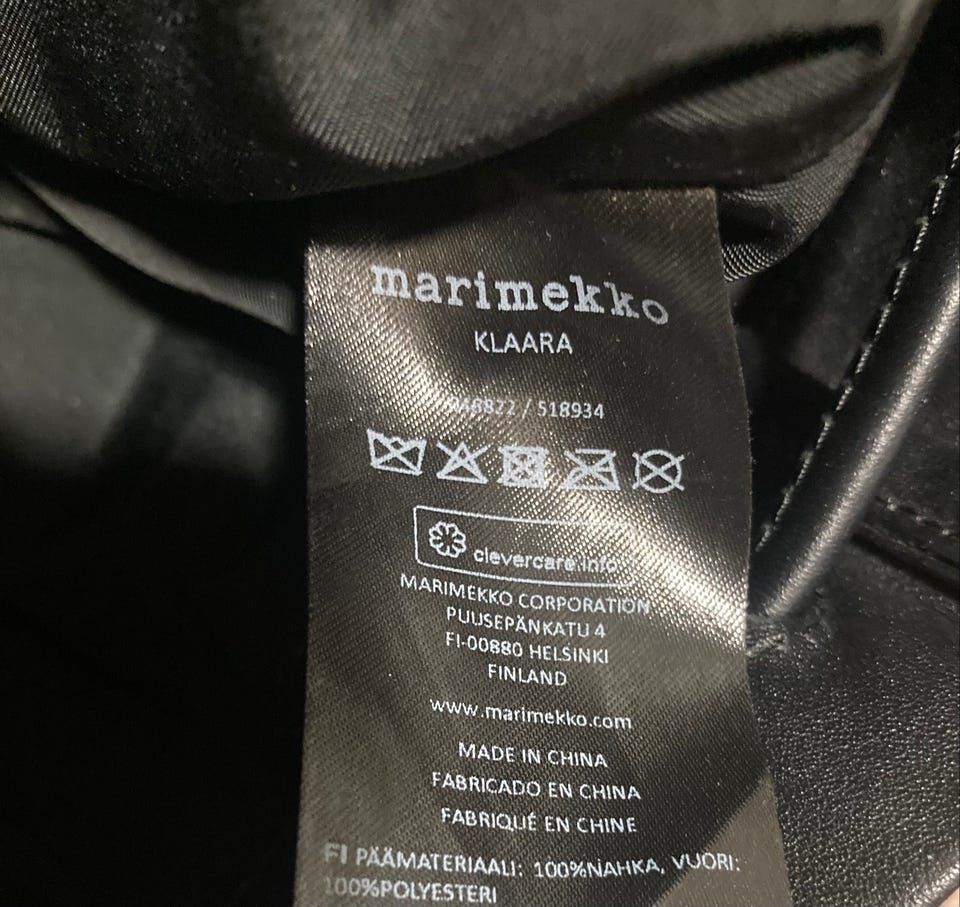 marimekko
KLAARA
048822 / 518934
clevercare.info
MARIMEKKO CORPORATION
PUUSEPÄNKATU 4
FI-00880 HELSINKI
FINLAND
www.marimekko.com
MADE IN CHINA
FABRICADO EN CHINA
FABRIQUÉ EN CHINE
FI PÄÄMATERIAALI: 100%NAHKA, VUORI:
100%POLYESTERI